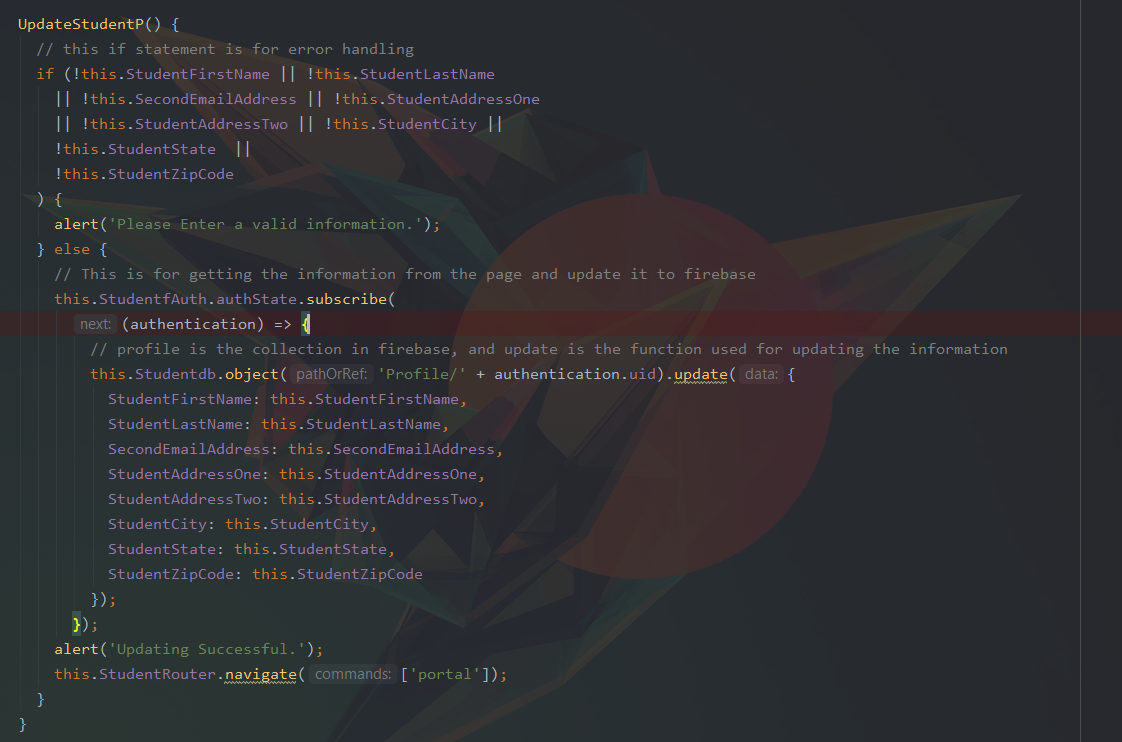 UpdateStudentP() {
// this if statement is for error handling
if (!this.StudentFirstName || !this.StudentLastName
|| !this.SecondEmailAddress || !this.StudentAddressOne
|| !this.StudentAddressTwo || !this.StudentCity ||
!this.StudentState  ||
!this.StudentZipCode
) {
alert('Please Enter a valid information.');
} else {
// This is for getting the information from the page and update it to firebase
this.StudentfAuth.authState.subscribe(
next: (authentication) => {
// profile is the collection in firebase, and update is the function used for updating the information
this.Studentdb.object( pathOrRef: 'Profile/' + authentication.uid).update( data: {
StudentFirstName: this.StudentFirstName,
StudentLastName: this.StudentLastName,
SecondEmailAddress: this.SecondEmailAddress,
StudentAddressOne: this.StudentAddressOne,
StudentAddressTwo: this.StudentAddressTwo,
StudentCity: this.StudentCity,
StudentState: this.StudentState,
StudentZipCode: this.StudentZipCode
});
});
alert('Updating Successful.');
this.StudentRouter.navigate( commands: ['portal']);
}
}